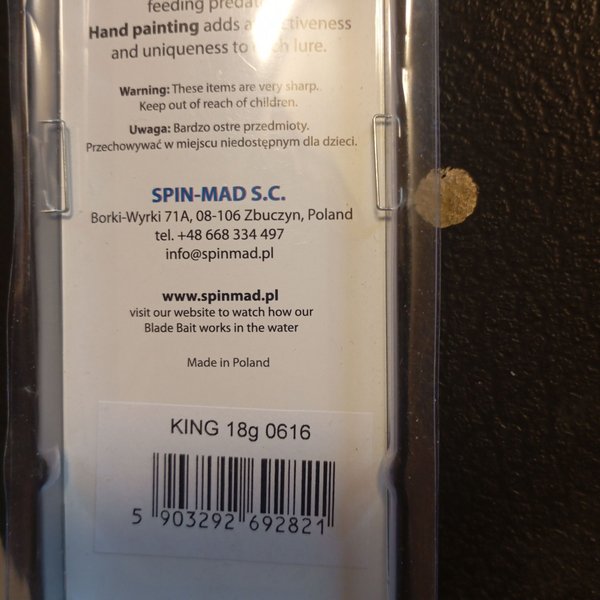 feeding
Hand painting adds
and uniqueness to lure.
Warning: These items are very sharp.
Keep out of reach of children.
Uwaga: Bardzo ostre przedmioty.
Przechowywać w miejscu niedostępnym dla dzieci.
SPIN-MAD S.C.
Borki-Wyrki 71A, 08-106 Zbuczyn, Poland
tel. +48 668 334 497
info@spinmad.pl
www.spinmad.pl
visit our website to watch how our
Blade Bait works in the water
Made in Poland
KING 18g 0616
5 903292 692821